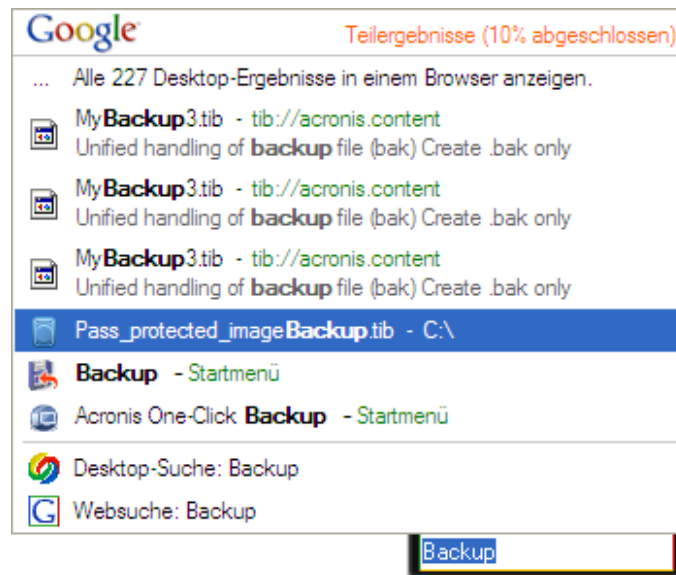 Google
Teilergebnisse (10% abgeschlossen)
... Alle 227 Desktop-Ergebnisse in einem Browser anzeigen.
MyBackup3.tib - tib://acronis.content
Unified handling of backup file (bak) Create .bak only
MyBackup3.tib - tib://acronis.content
Unified handling of backup file (bak) Create .bak only
MyBackup3.tib - tib://acronis.content
Unified handling of backup file (bak) Create .bak only
Pass_protected_imageBackup.tib - C:\
Backup - Startmenü
Acronis One-Click Backup - Startmenü
Desktop-Suche: Backup
G Websuche: Backup
Backup